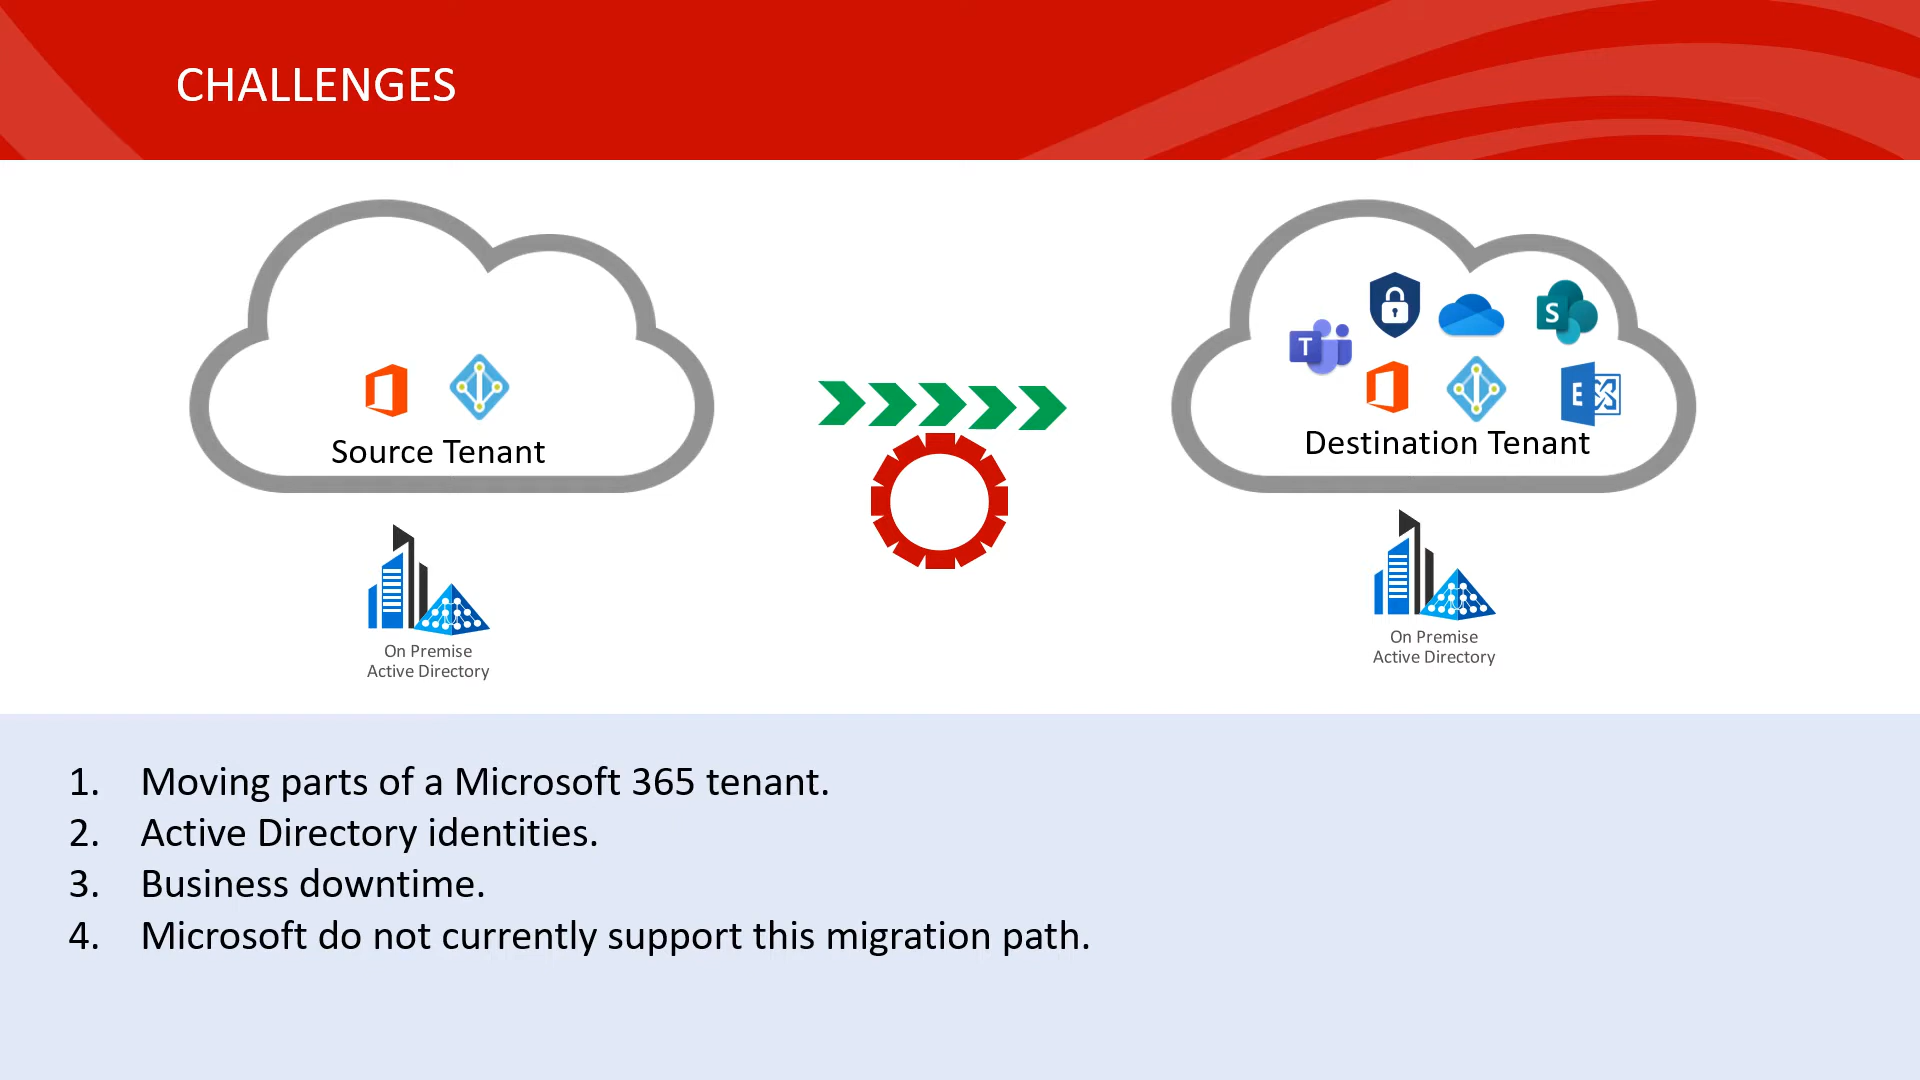 CHALLENGES
T
S
E
Source Tenant
Destination Tenant
On Premise
Active Directory
On Premise
Active Directory
1. Moving parts of a Microsoft 365 tenant.
2. Active Directory identities.
3. Business downtime.
4. Microsoft do not currently support this migration path.